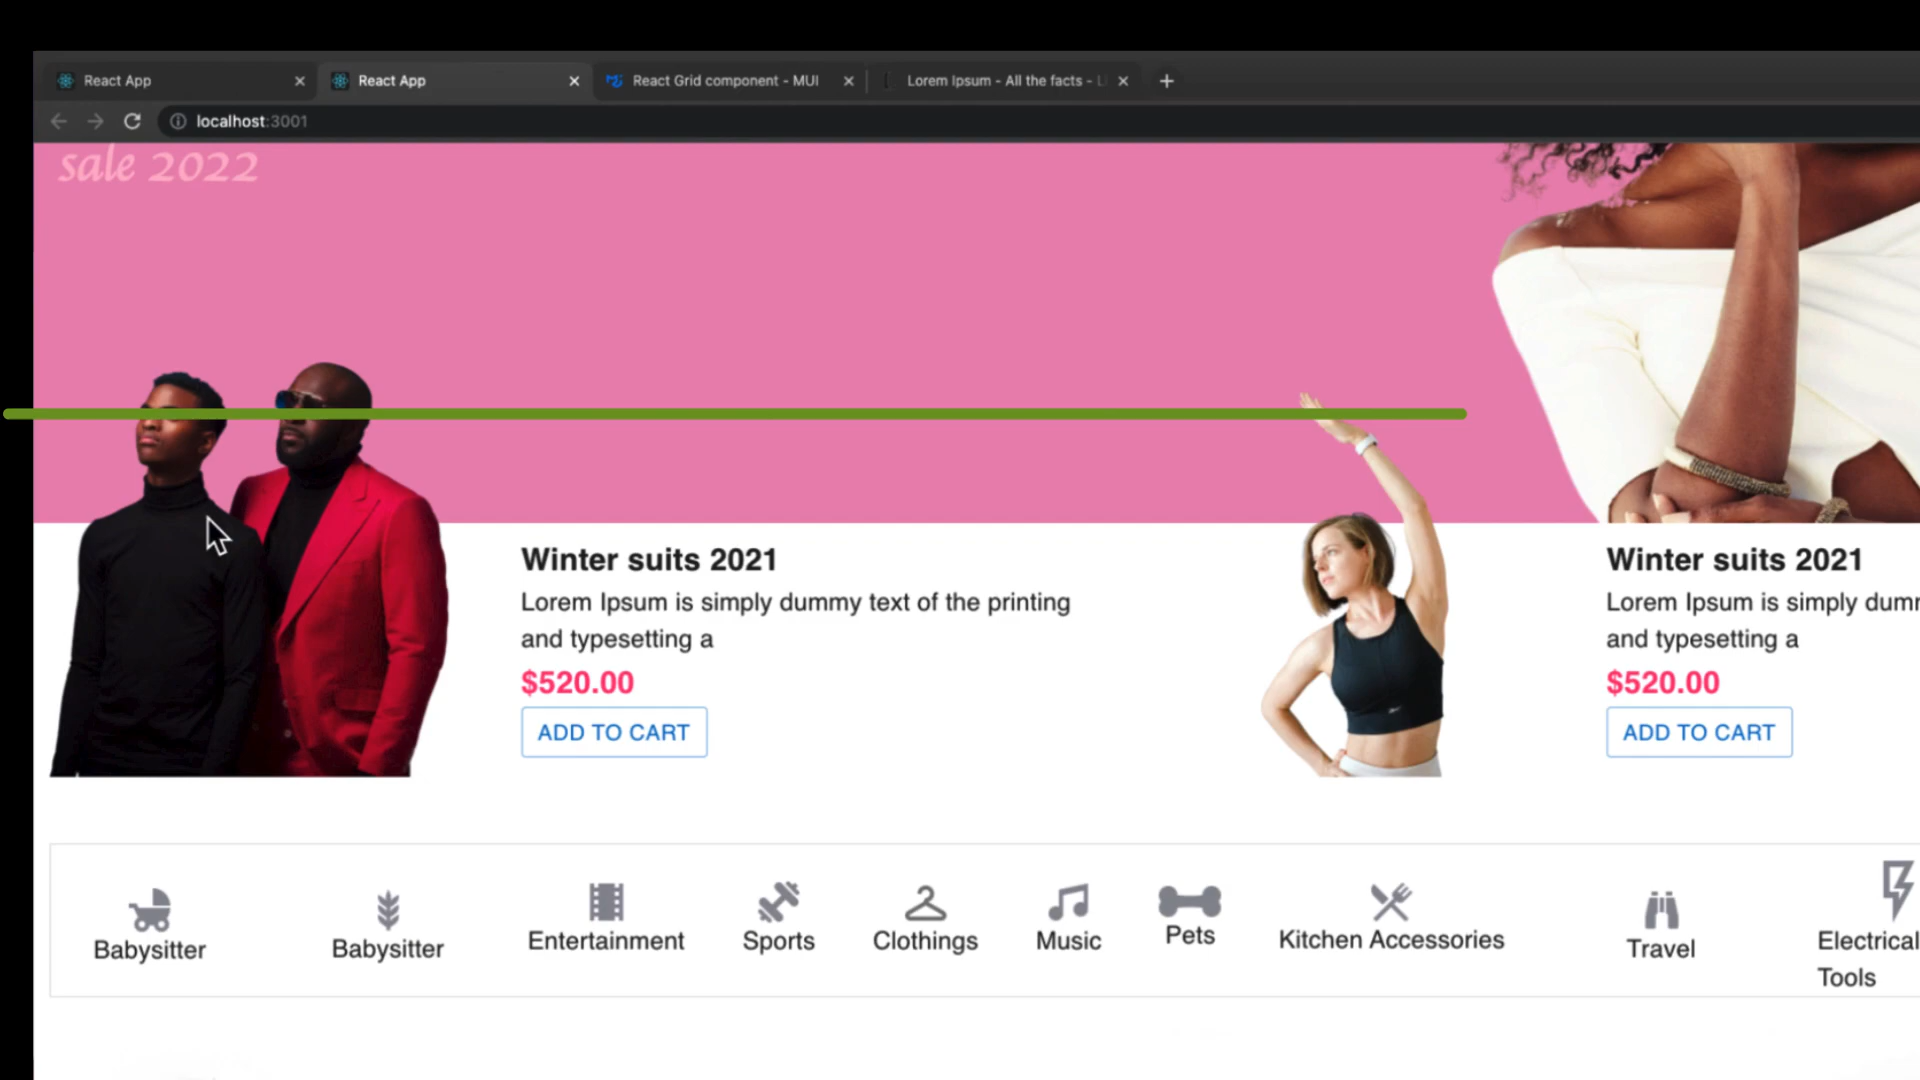 React App
React App
React Grid component - MUI
Lorem Ipsum - All the facts -
localhost:3001
sale 2022
Winter suits 2021
Lorem Ipsum is simply dummy text of the printing
and typesetting a
$520.00
ADD TO CART
Winter suits 2021
Lorem Ipsum is simply
and typesetting a
$520.00
ADD TO CART
Babysitter
Babysitter
Entertainment
Sports
Clothings
Music
Pets
Kitchen Accessories
Travel
Electrical
Tools